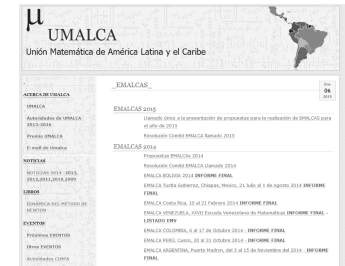 μ UMALCA
Unión Matemática de América Latina y el Caribe
ACERCA DE UMALCA
UMALCA
Autoridades de UMALCA
2013-2016
Premio UMALCA
E-mail de Umalca
NOTICIAS
NOTICIAS 2014 -2013,
2012,2011,2010,2009
LIBROS
DINÁMICA DEL MÉTODO DE
NEWTON
EVENTOS
Próximos EVENTOS
Otros EVENTOS
Actividades CIMPA
_EMALCAS_
Ene
06
2015
EMALCAS 2015
Llamado único a la presentación de propuestas para la realización de EMALCAS para
el año de 2015
Resolución Comité EMALCA llamado 2015
EMALCAS 2014
Propuestas EMALCAs 2014
Resolución Comité EMALCA Llamado 2014
EMALCA BOLIVIA 2014 INFORME FINAL
EMALCA Tuxtla Gutierrez, Chiapas, Mexico, 21 Julio al 1 de Agosto 2014 INFORME
FINAL
EMALCA Costa Rica, 10 al 21 Febrero 2014 INFORME FINAL
EMALCA VENEZUELA, XXVII Escuela Venezolana de Matemáticas INFORME FINAL -
LISTADO EMV
EMALCA COLOMBIA, 6 al 17 de Octubre 2014 - INFORME FINAL
EMALCA PERÚ, Cusco, 20 al 31 Octubre 2014 - INFORME FINAL
EMALCA ARGENTINA, Puerto Madryn, del 3 al 15 de Noviembre del 2014 - INFORME
FINAL